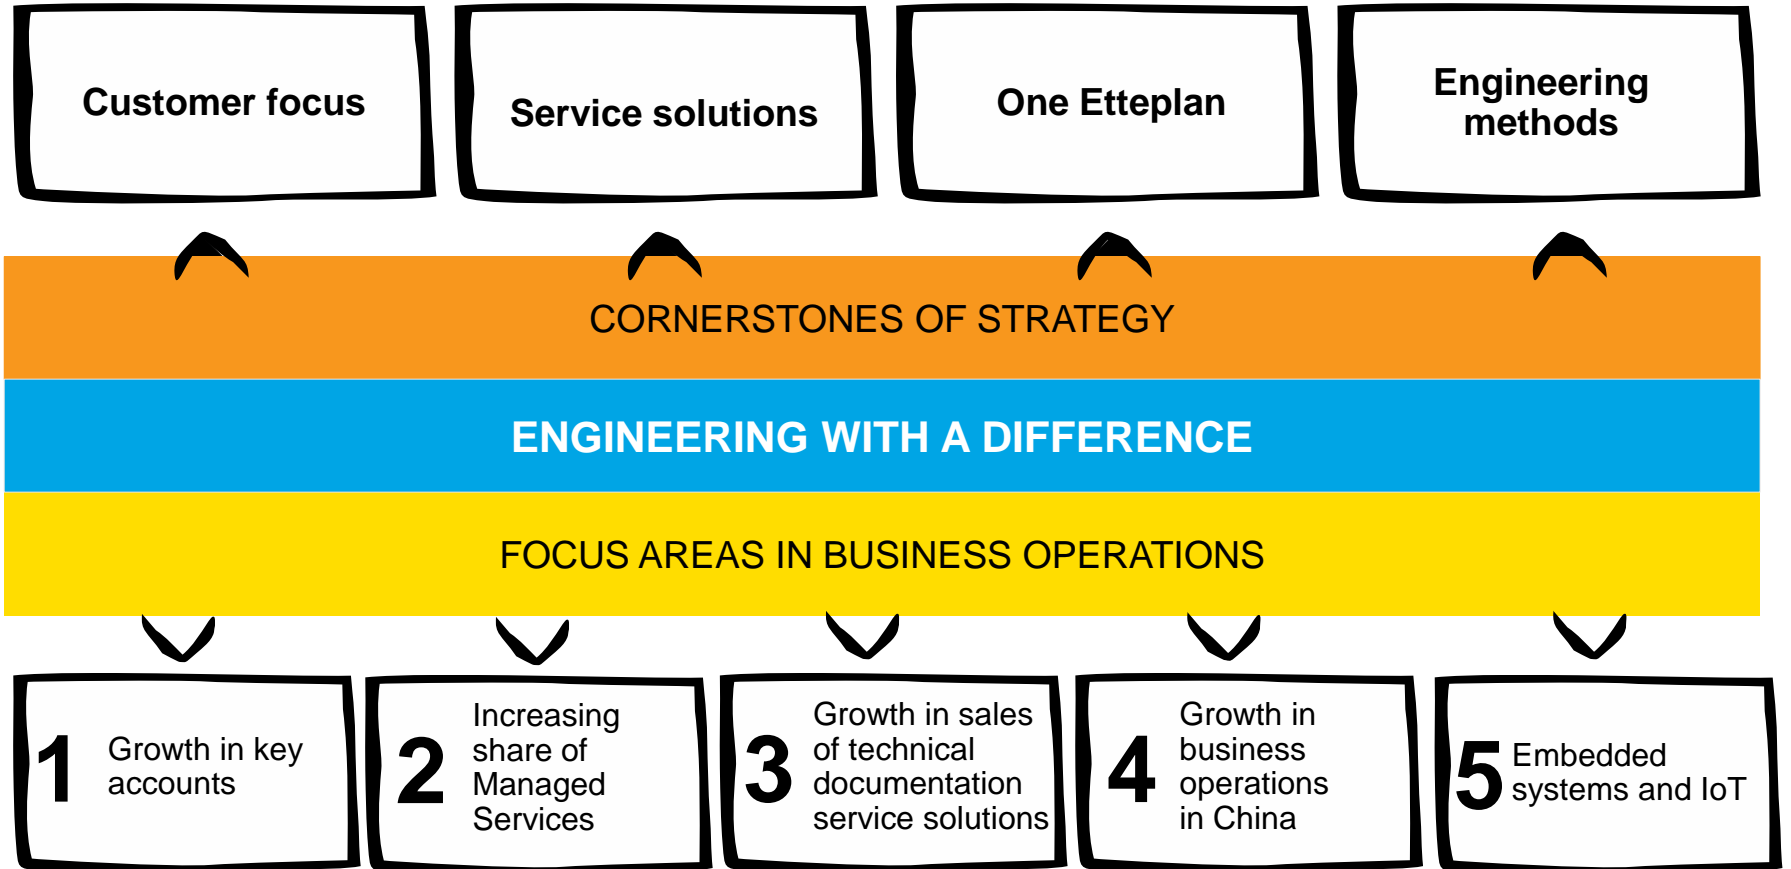 Customer focus
Service solutions
One Etteplan
Engineering
methods
CORNERSTONES OF STRATEGY
ENGINEERING WITH A DIFFERENCE
FOCUS AREAS IN BUSINESS OPERATIONS
1
Growth in key
accounts
2
Increasing
share of
Managed
Services
3
Growth in sales
of technical
documentation
service solutions
4
Growth in
business
operations
in China
5
Embedded
systems and IoT